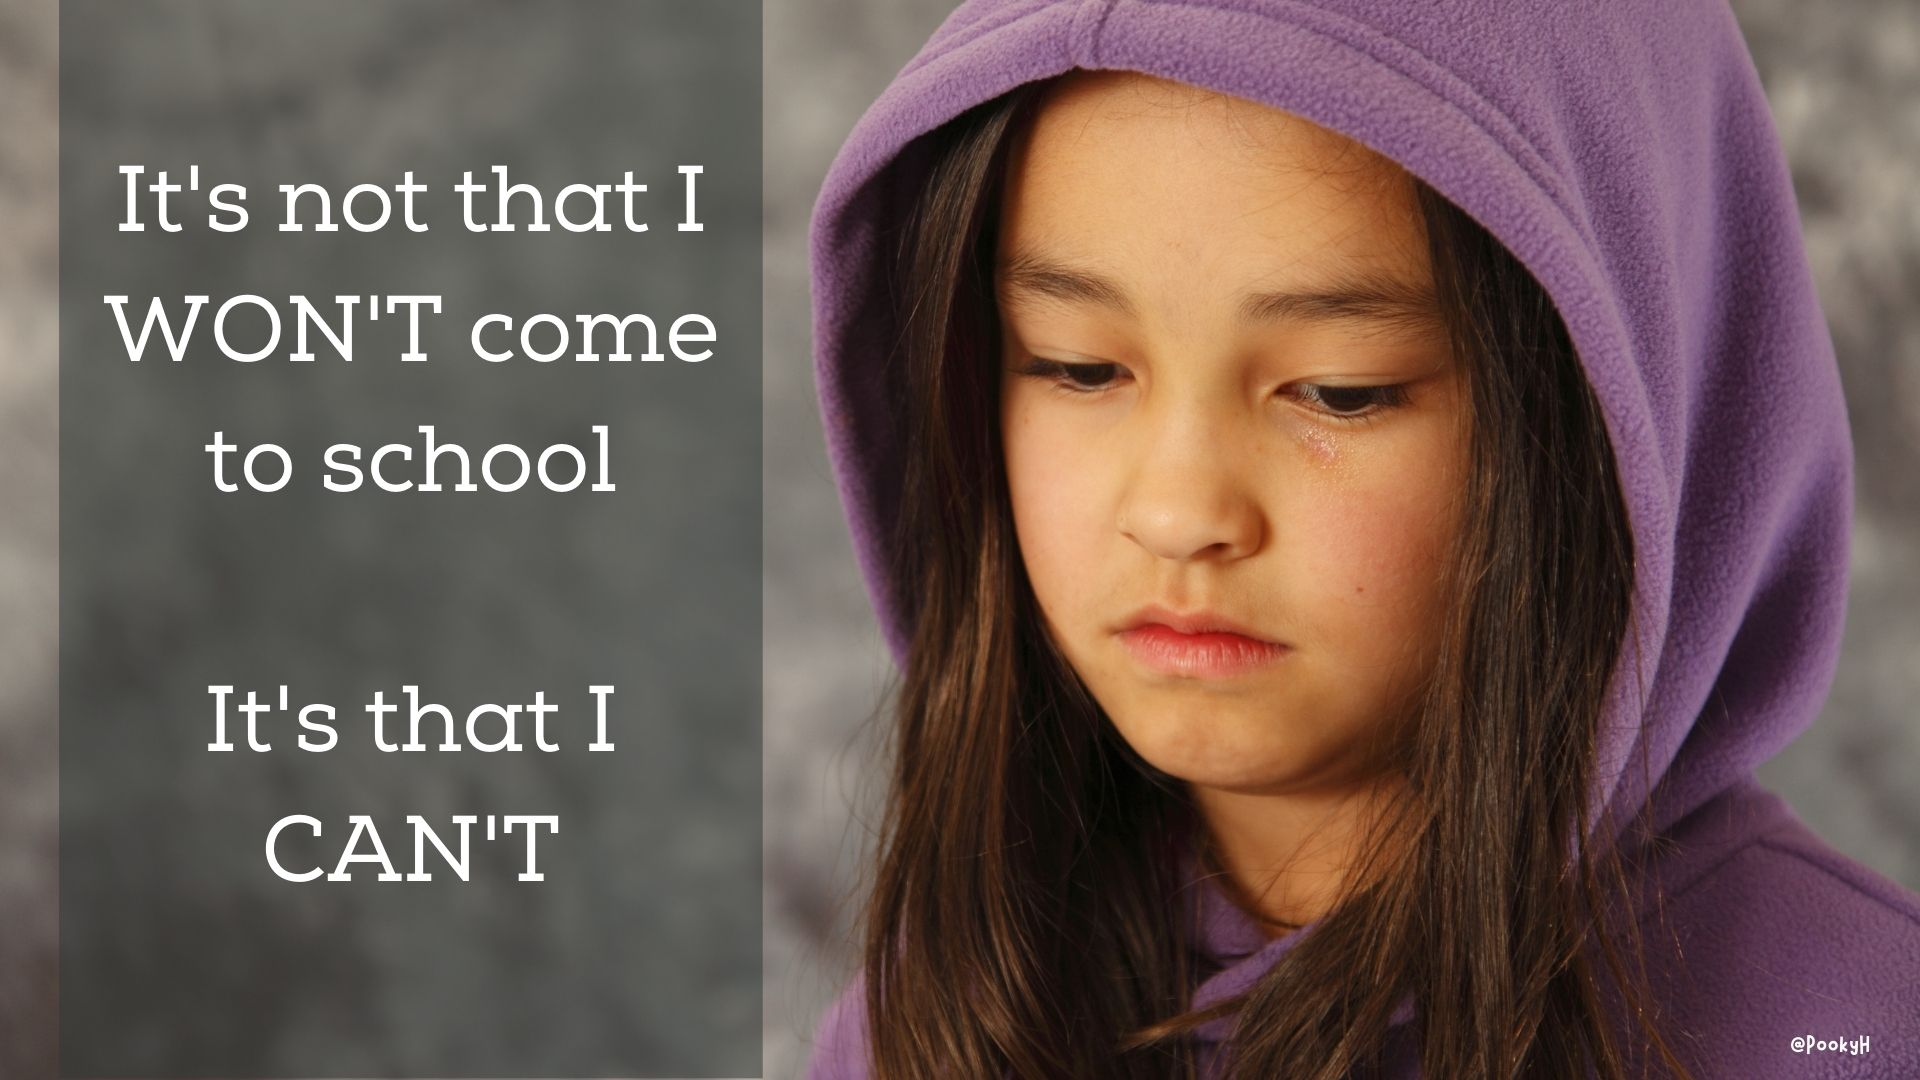 It's not that I
WON'T come
to school
It's that I
CAN'T
@PookyH